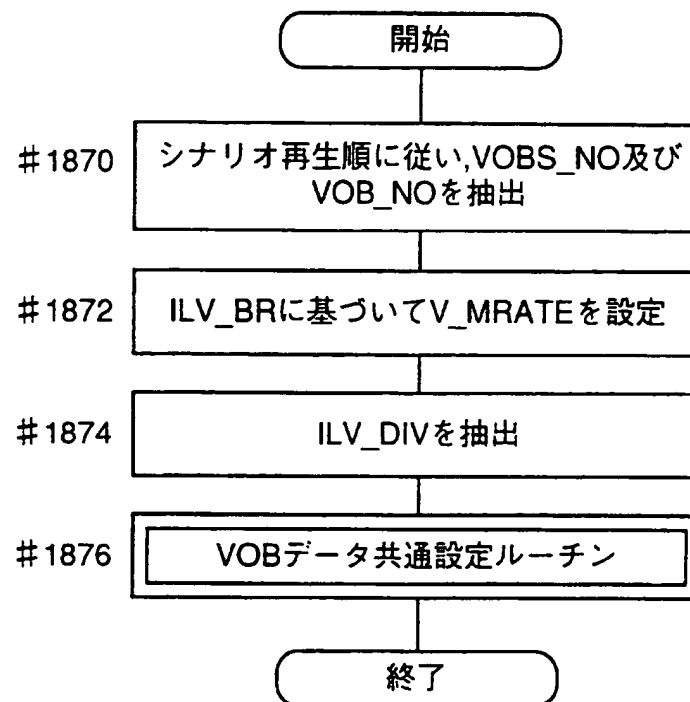 開始
#1870
シナリオ再生順に従い,VOBS_NO及び
VOB_NOを抽出
#1872
ILV_BRに基づいてV_MRATEを設定
#1874
ILV_DIVを抽出
#1876
VOBデータ共通設定ルーチン
終了